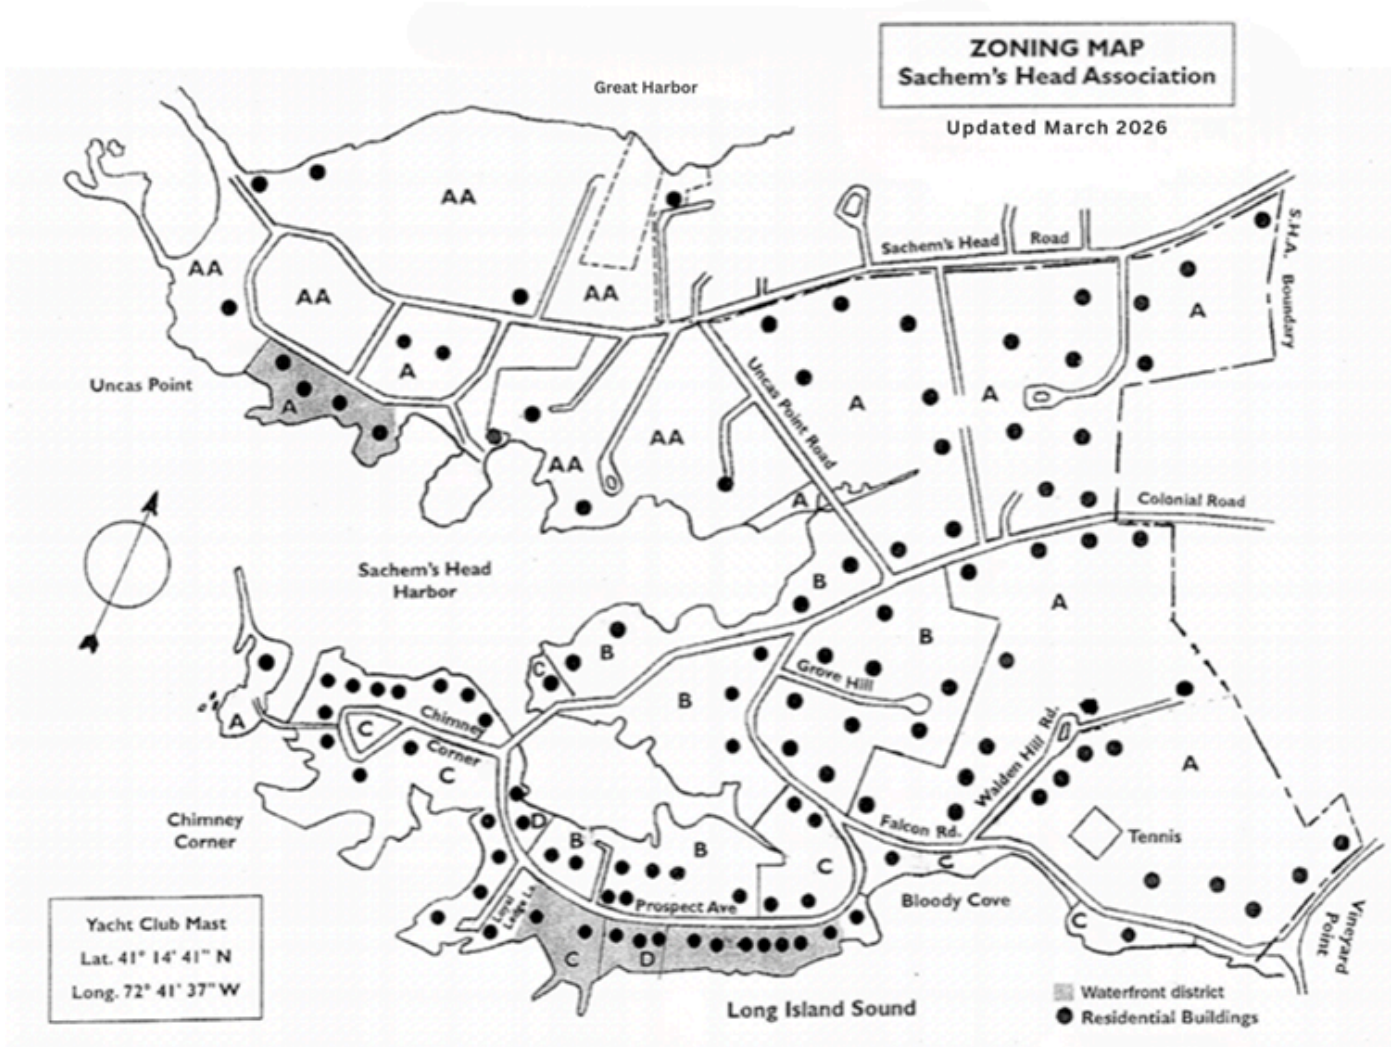 ZONING MAP
Sachem's Head Association
Updated March 2026
Great Harbor
AA
AA
AA
AA
Sachem's Head Road
S.H.A. Boundary
A
Uncas Point
A
A
Uncas Point Road
A
A
AA
AA
A
Colonial Road
Sachem's Head
Harbor
B
A
B
B
C
Grove Hill
B
A
C
Chimney
Corner
C
Walden Hill Rd.
A
Chimney
Corner
D
B
B
Falcon Rd.
Tennis
C
C
Loyal
Ledge La
Prospect Ave
Bloody Cove
C
Vineyard
Point
C
D
Yacht Club Mast
Lat. 41° 14' 41" N
Long. 72° 41' 37" W
Long Island Sound
Waterfront district
Residential Buildings